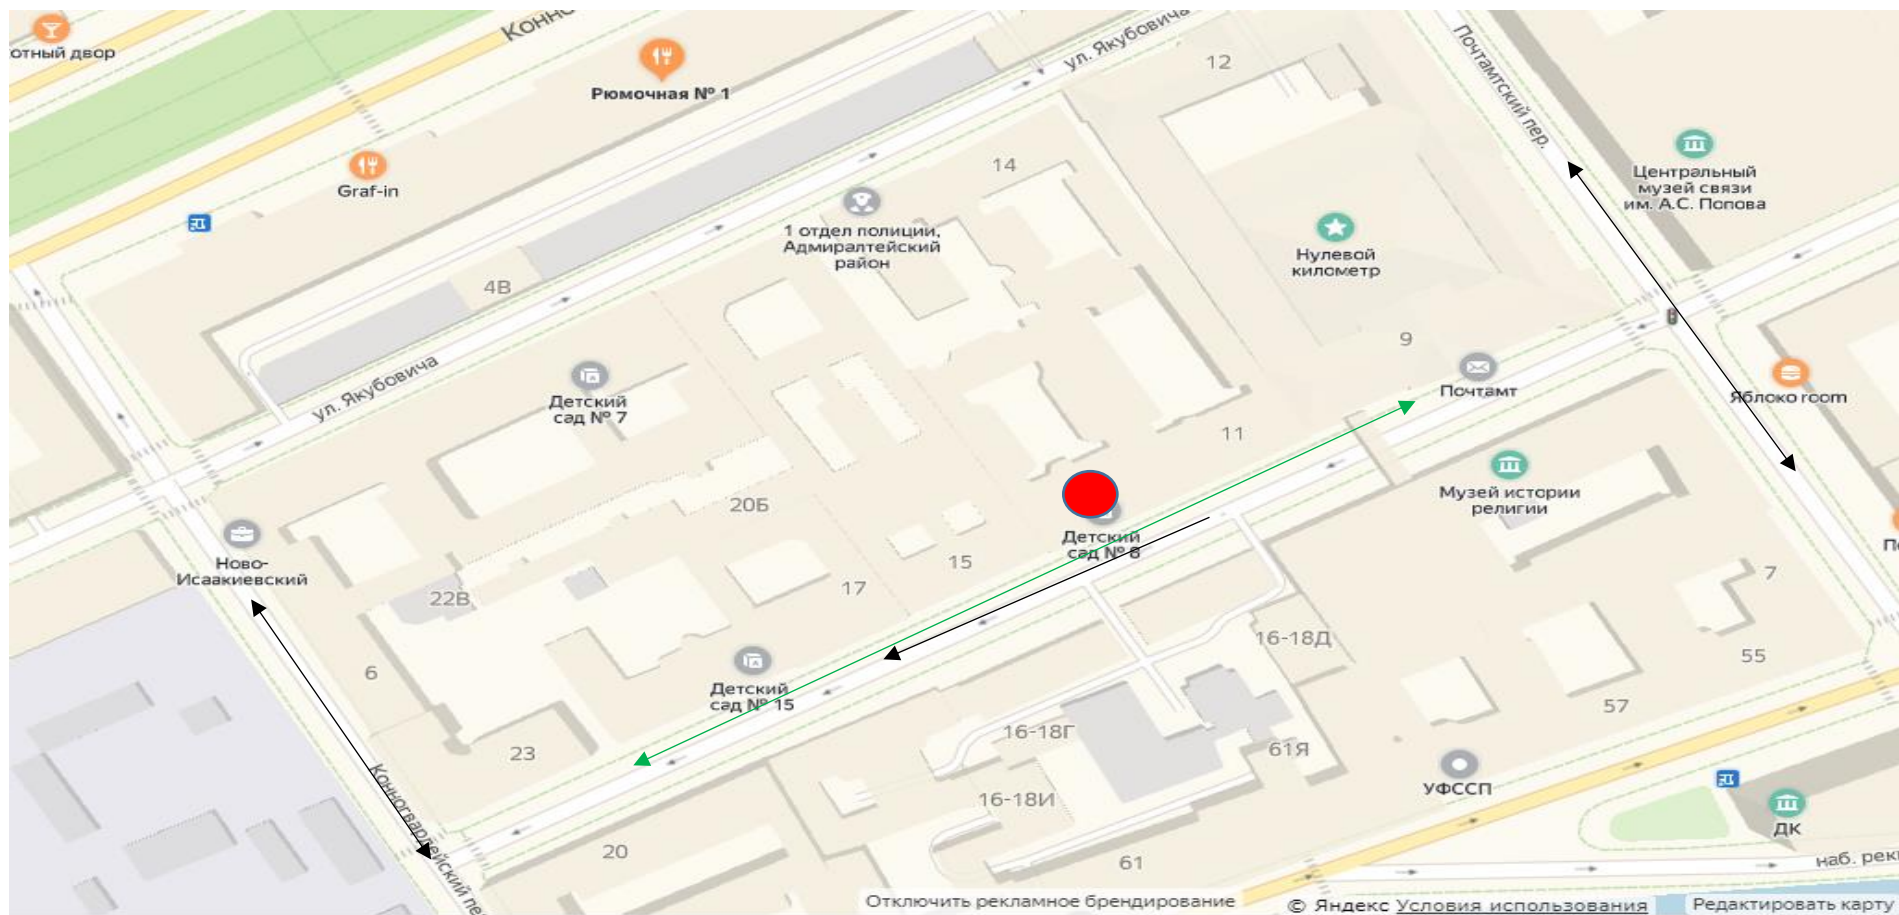 Конно
ул. Якубовича
отный двор
Рюмочная № 1
12
Почтамтский пер.
Центральный
музей связи
им. А.С. Попова
14
Graf-in
1 отдел полиции,
Адмиралтейский
район
Нулевой
километр
4В
9
Почтамт
Яблоко room
ул. Якубовича
Детский
сад № 7
11
Музей истории
религии
20Б
Детский
сад № 8
Ново-
Исаакиевский
15
17
22В
7
16-18Д
55
6
Детский
сад № 15
57
23
16-18Г
61Я
УФССП
16-18И
ДК
Конногвардейский пе
20
61
наб. рек
Отключить рекламное брендирование
© Яндекс Условия использования
Редактировать карту